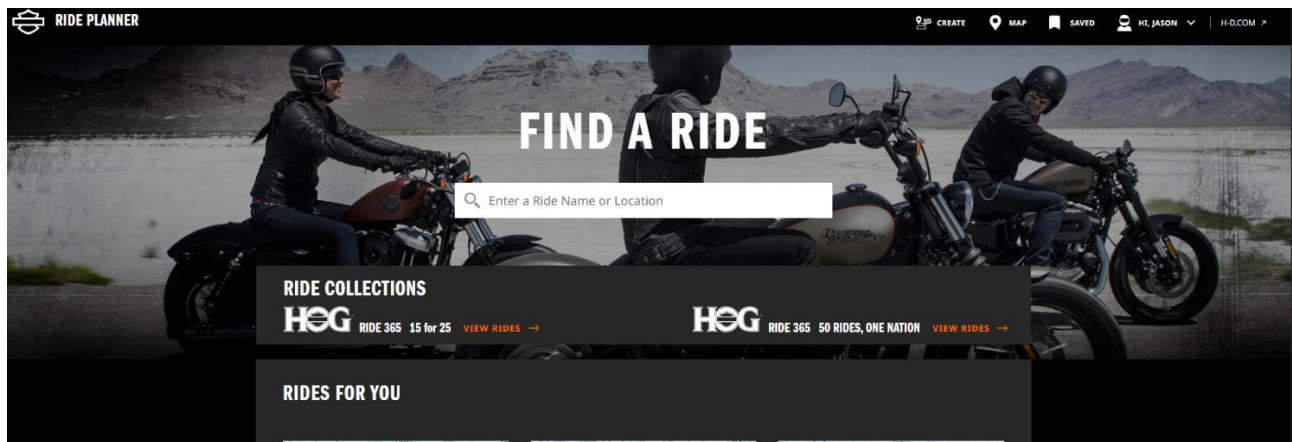 RIDE PLANNER
CREATE MAP SAVED HI, JASON H-D.COM
FIND A RIDE
Enter a Ride Name or Location
RIDE COLLECTIONS
HOG RIDE 365 15 for 25 VIEW RIDES → HOG RIDE 365 50 RIDES, ONE NATION VIEW RIDES →
RIDES FOR YOU